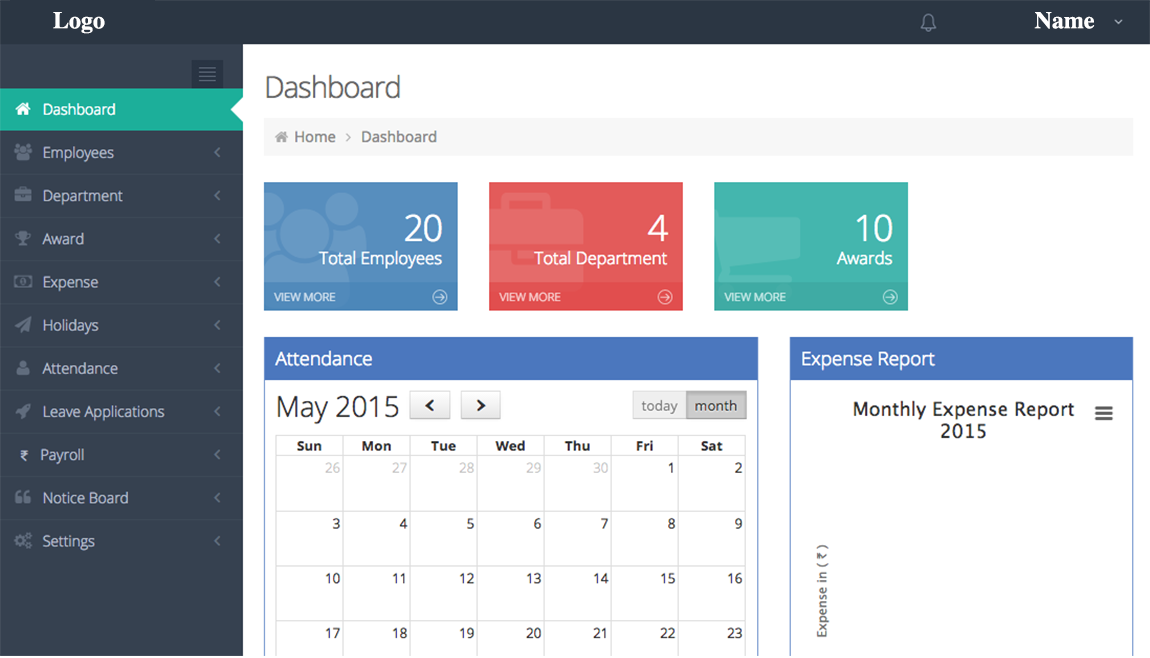 Logo
Name
Dashboard
Employees
Department
Award
Expense
Holidays
Attendance
Leave Applications
₹ Payroll
Notice Board
Settings
Dashboard
Home > Dashboard
20
Total Employees
VIEW MORE
4
Total Department
VIEW MORE
10
Awards
VIEW MORE
Attendance
May 2015
today month
Sun Mon Tue Wed Thu Fri Sat
26 27 28 29 30 1 2
3 4 5 6 7 8 9
10 11 12 13 14 15 16
17 18 19 20 21 22 23
Expense Report
Monthly Expense Report
2015
Expense in ( ₹ )